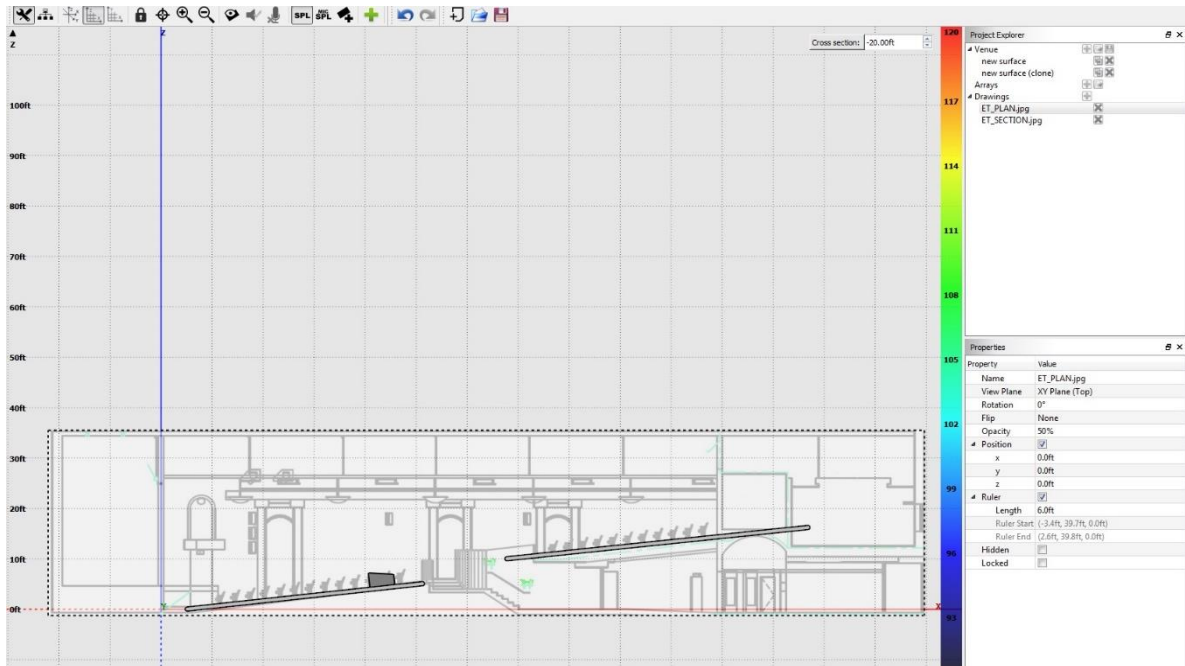 SPL SPL
Z
Z
Cross section: -20.00ft
100ft
90ft
80ft
70ft
60ft
50ft
40ft
30ft
20ft
10ft
0ft
Y
X
120
117
114
111
108
105
102
99
96
93
Project Explorer
Venue
new surface
new surface (clone)
Arrays
Drawings
ET_PLAN.jpg
ET_SECTION.jpg
Properties
Property Value
Name ET_PLAN.jpg
View Plane XY Plane (Top)
Rotation 0°
Flip None
Opacity 50%
Position
x 0.0ft
y 0.0ft
z 0.0ft
Ruler
Length 6.0ft
Ruler Start (-3.4ft, 39.7ft, 0.0ft)
Ruler End (2.6ft, 39.8ft, 0.0ft)
Hidden
Locked